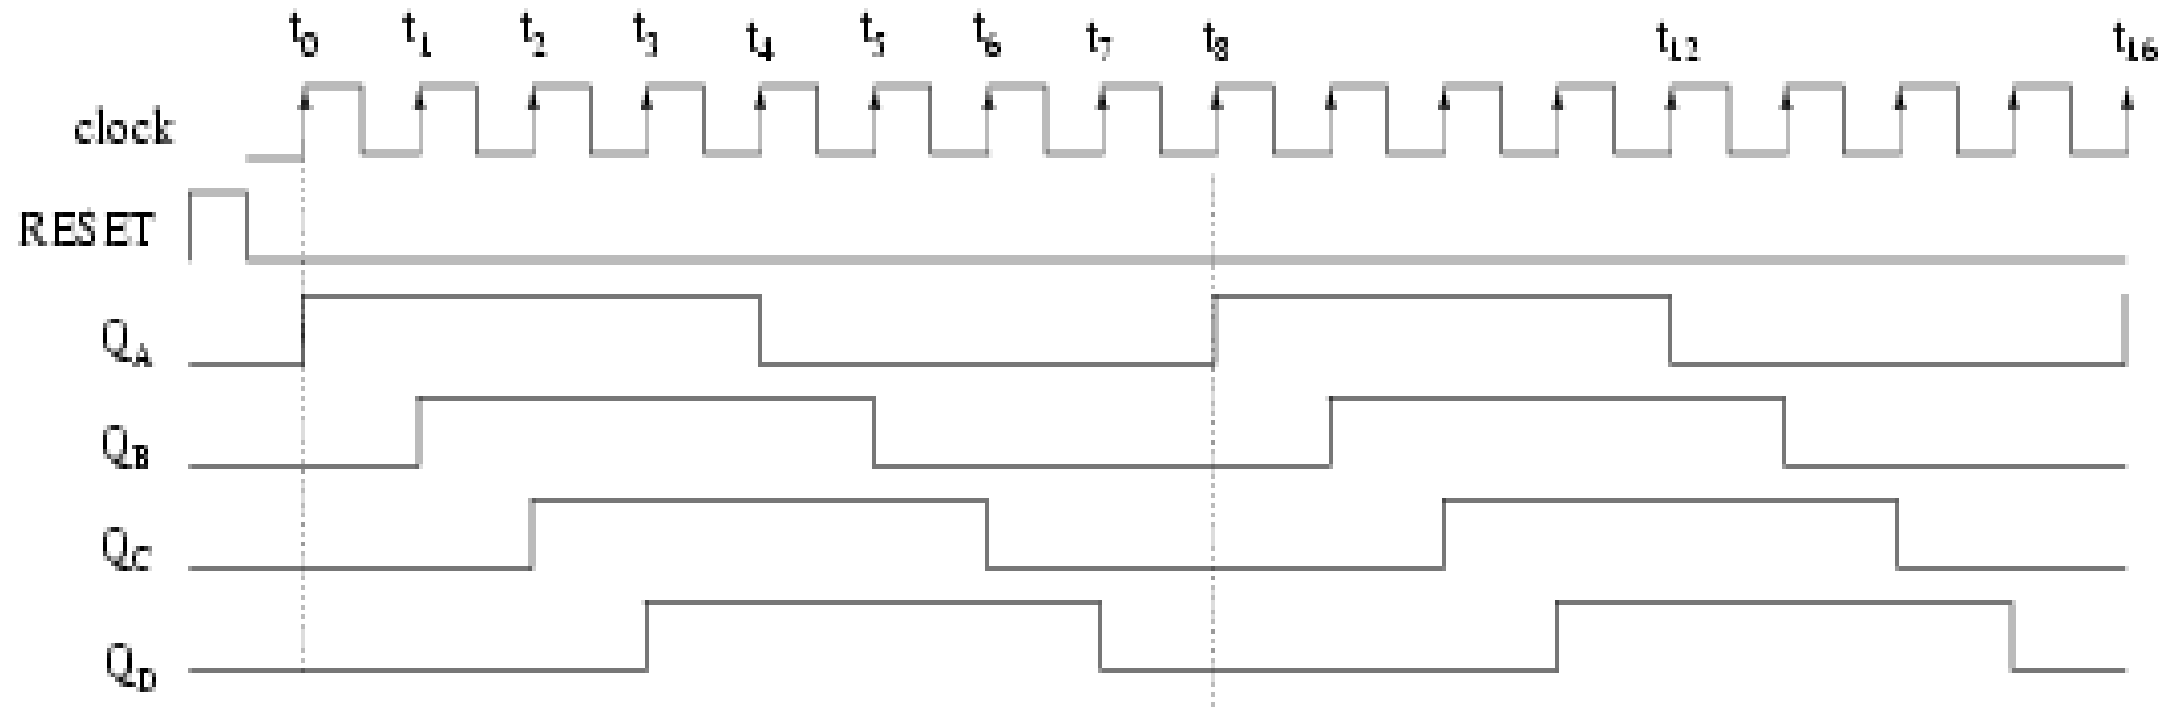 t0 t1 t2 t3 t4 t5 t6 t7 t8 t12 t16
clock
RESET
QA
QB
QC
QD